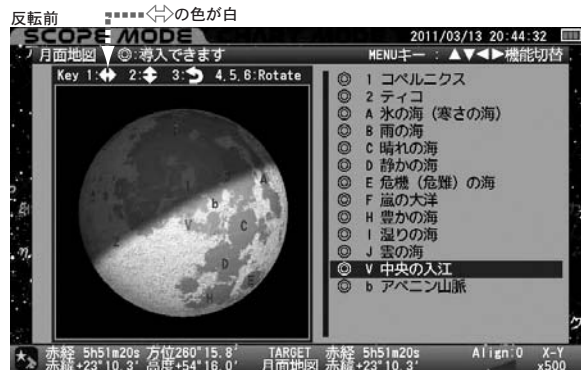 反転前 ⇔の色が白
SCOPE MODE CHART MODE 2011/03/13 20:44:32
月面地図 ◎:導入できます MENUキー : ▲▼◀▶機能切替
Key 1: 2: 3: 4.5.6:Rotate
◎ 1 コペルニクス
◎ 2 ティコ
◎ A 氷の海 (寒さの海)
◎ B 雨の海
◎ C 晴れの海
◎ D 静かの海
◎ E 危機 (危難) の海
◎ F 嵐の大洋
◎ H 豊かの海
◎ I 湿りの海
◎ J 雲の海
◎ V 中央の入江
◎ b アペニン山脈
A
b
V
C
D
E
H
2
赤経 5h51m20s 方位260°15.8' TARGET 赤経 5h51m20s Align:0 X-Y
赤緯+23°10.3' 高度+54°16.0' 月面地図 赤緯+23°10.3' x500